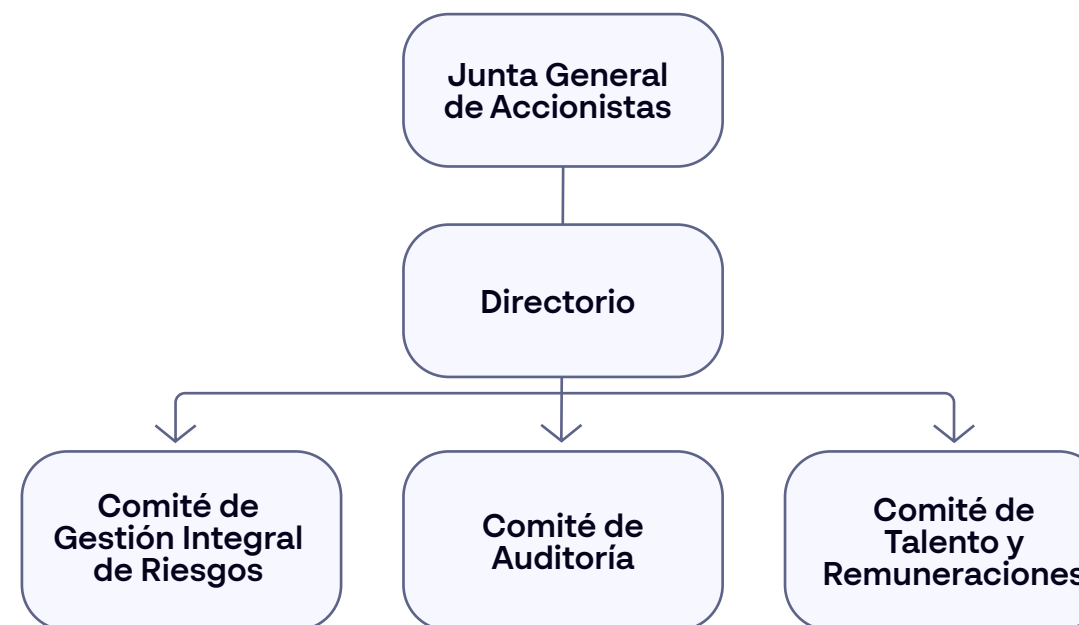 Junta General
de Accionistas
Directorio
Comité de
Gestión Integral
de Riesgos
Comité de
Auditoría
Comité de
Talento y
Remuneraciones